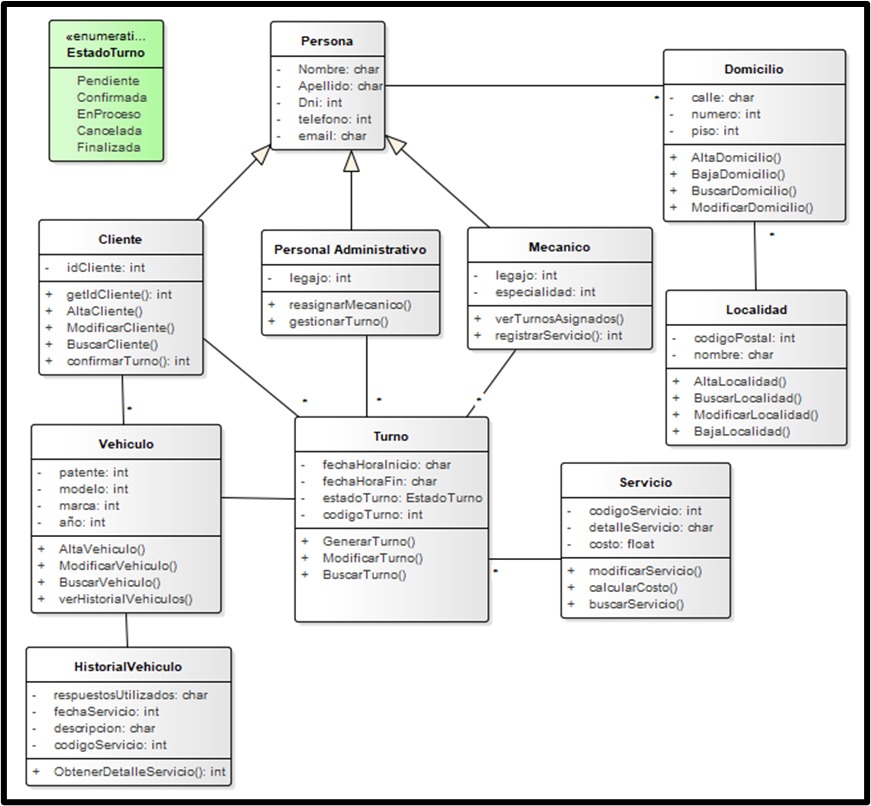 «enumerati...
EstadoTurno
Pendiente
Confirmada
EnProceso
Cancelada
Finalizada
Persona
- Nombre: char
- Apellido: char
- Dni: int
- telefono: int
- email: char
*
Domicilio
- calle: char
- numero: int
- piso: int
+ AltaDomicilio()
+ BajaDomicilio()
+ BuscarDomicilio()
+ ModificarDomicilio()
*
Cliente
- idCliente: int
+ getIdCliente(): int
+ AltaCliente()
+ ModificarCliente()
+ BuscarCliente()
+ confirmarTurno(): int
Personal Administrativo
- legajo: int
+ reasignarMecanico()
+ gestionarTurno()
Mecanico
- legajo: int
- especialidad: int
+ verTurnosAsignados()
+ registrarServicio(): int
Localidad
- codigoPostal: int
- nombre: char
+ AltaLocalidad()
+ BuscarLocalidad()
+ ModificarLocalidad()
+ BajaLocalidad()
*
*
*
*
Vehiculo
- patente: int
- modelo: int
- marca: int
- año: int
+ AltaVehiculo()
+ ModificarVehiculo()
+ BuscarVehiculo()
+ verHistorialVehiculos()
Turno
- fechaHoraInicio: char
- fechaHoraFin: char
- estadoTurno: EstadoTurno
- codigoTurno: int
+ GenerarTurno()
+ ModificarTurno()
+ BuscarTurno()
*
Servicio
- codigoServicio: int
- detalleServicio: char
- costo: float
+ modificarServicio()
+ calcularCosto()
+ buscarServicio()
HistorialVehiculo
- respuestosUtilizados: char
- fechaServicio: int
- descripcion: char
- codigoServicio: int
+ ObtenerDetalleServicio(): int